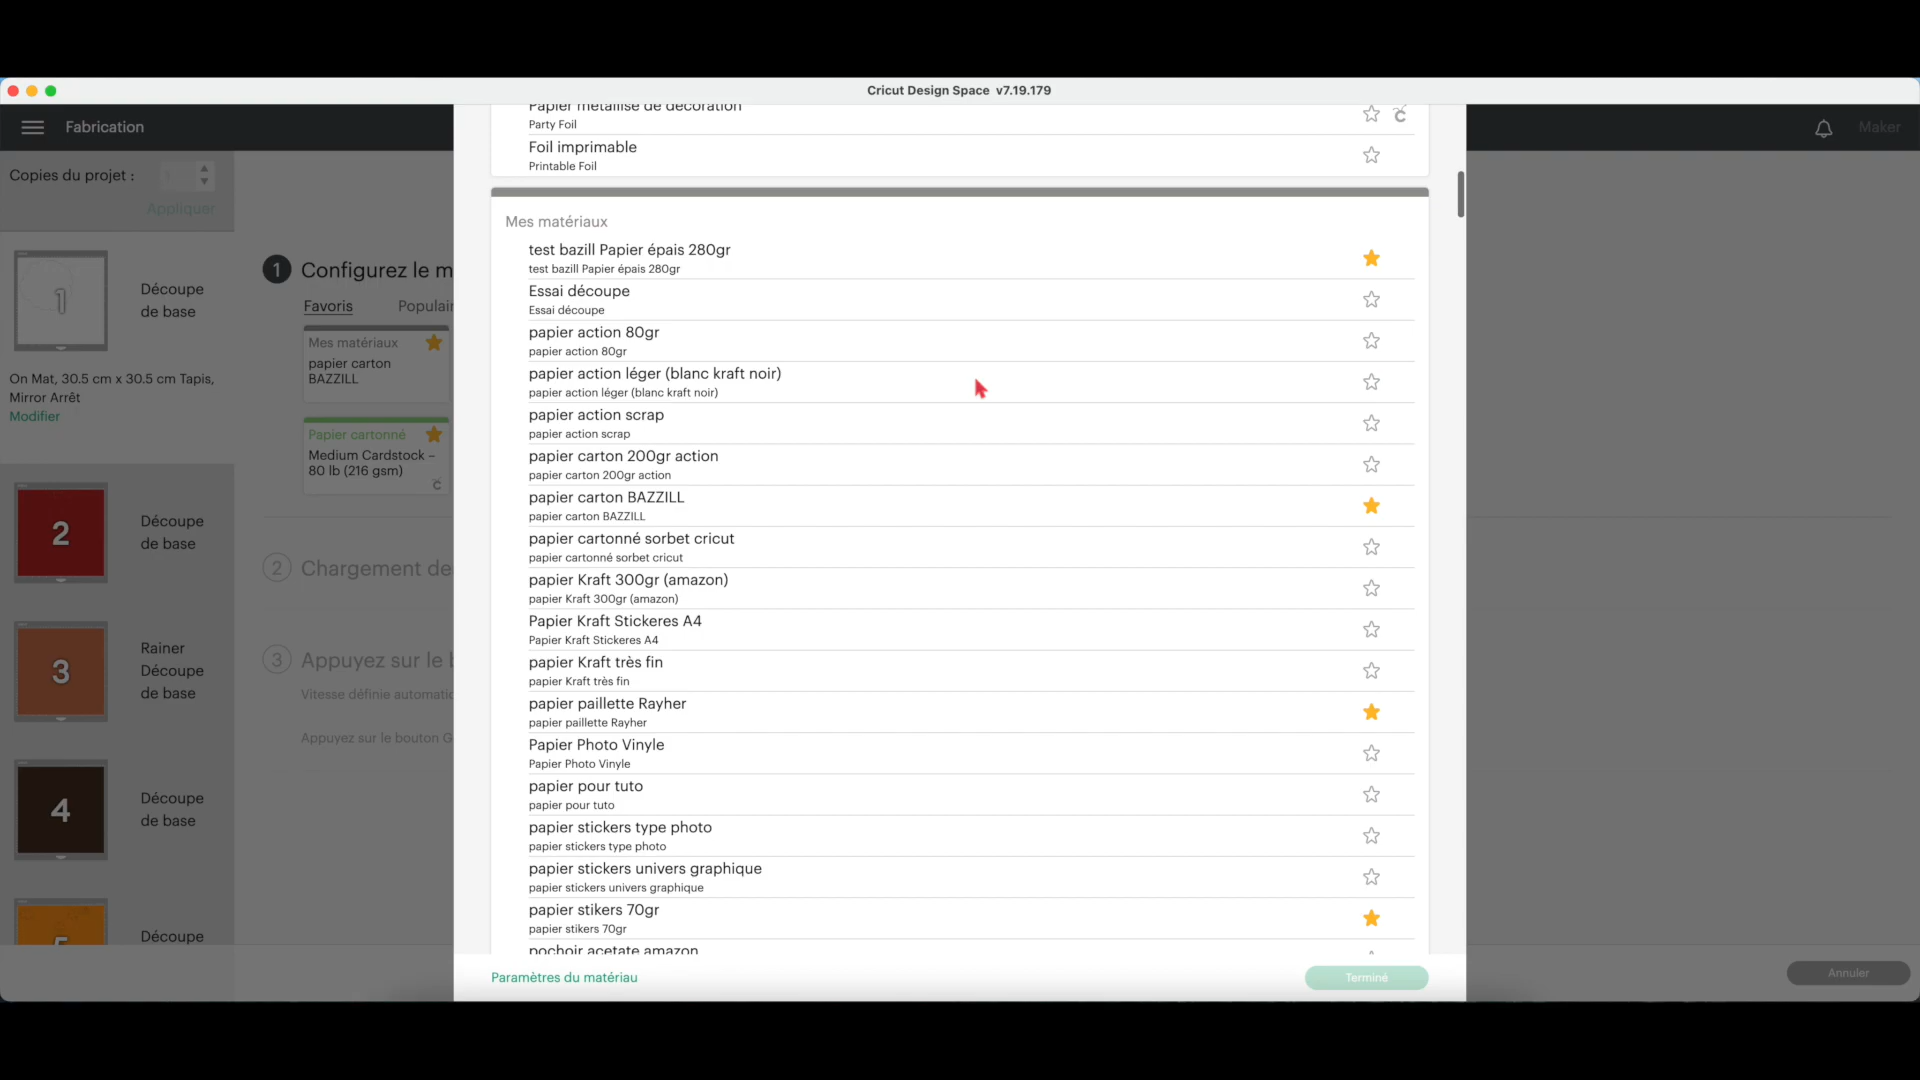 Cricut Design Space v7.19.179
Fabrication
Maker
Copies du projet :
1
Appliquer
1
Découpe
de base
On Mat, 30.5 cm x 30.5 cm Tapis,
Mirror Arrêt
Modifier
2
Découpe
de base
3
Rainer
Découpe
de base
4
Découpe
de base
5
Découpe
1 Configurez le m
Favoris Populair
Mes matériaux
papier carton
BAZZILL
Papier cartonné
Medium Cardstock –
80 lb (216 gsm)
2 Chargement de
3 Appuyez sur le b
Vitesse définie automatic
Appuyez sur le bouton G
Papier métallisé de décoration
Party Foil
Foil imprimable
Printable Foil
Mes matériaux
test bazill Papier épais 280gr
test bazill Papier épais 280gr
Essai découpe
Essai découpe
papier action 80gr
papier action 80gr
papier action léger (blanc kraft noir)
papier action léger (blanc kraft noir)
papier action scrap
papier action scrap
papier carton 200gr action
papier carton 200gr action
papier carton BAZZILL
papier carton BAZZILL
papier cartonné sorbet cricut
papier cartonné sorbet cricut
papier Kraft 300gr (amazon)
papier Kraft 300gr (amazon)
Papier Kraft Stickeres A4
Papier Kraft Stickeres A4
papier Kraft très fin
papier Kraft très fin
papier paillette Rayher
papier paillette Rayher
Papier Photo Vinyle
Papier Photo Vinyle
papier pour tuto
papier pour tuto
papier stickers type photo
papier stickers type photo
papier stickers univers graphique
papier stickers univers graphique
papier stikers 70gr
papier stikers 70gr
pochoir acetate amazon
Paramètres du matériau
Terminé
Annuler